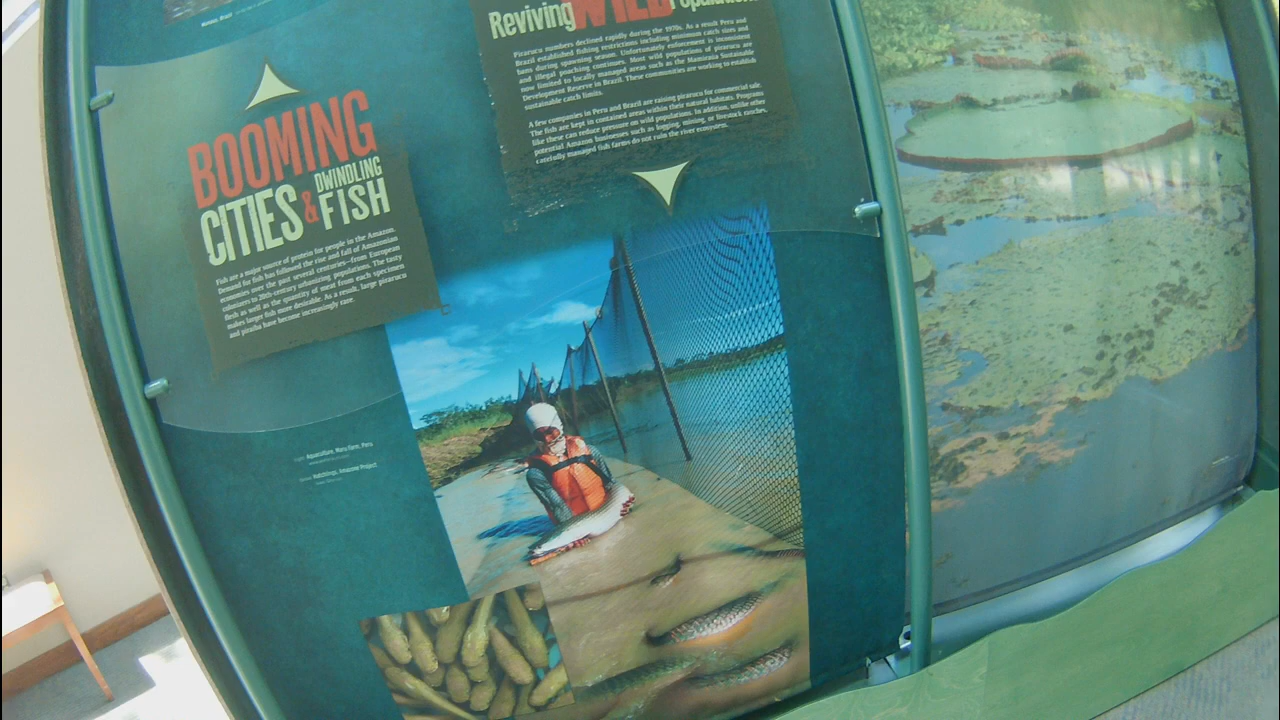 BOOMING
CITIES & DWINDLING
FISH
Fish are a major source of protein for people in the Amazon.
Demand for fish has followed the rise and fall of Amazonian
economies over the past several centuries—from European
colonizers to 20th-century urbanizing populations. The tasty
flesh as well as the quantity of meat from each specimen
makes larger fish more desirable. As a result, large pirarucu
and piraiba have become increasingly rare.
Reviving WILD Populations
Pirarucu numbers declined rapidly during the 1970s. As a result Peru and
Brazil established fishing restrictions including minimum catch sizes and
bans during spawning season. Unfortunately enforcement is inconsistent
and illegal poaching continues. Most wild populations of pirarucu are
now limited to locally managed areas such as the Mamirauá Sustainable
Development Reserve in Brazil. These communities are working to establish
sustainable catch limits.
A few companies in Peru and Brazil are raising pirarucu for commercial sale.
The fish are kept in contained areas within their natural habitats. Programs
like these can reduce pressure on wild populations. In addition, unlike other
potential Amazon businesses such as logging, mining, or livestock ranches,
carefully managed fish farms do not ruin the river ecosystem.
Aquaculture, Mara Farm, Peru
Hatchlings, Amazone Project